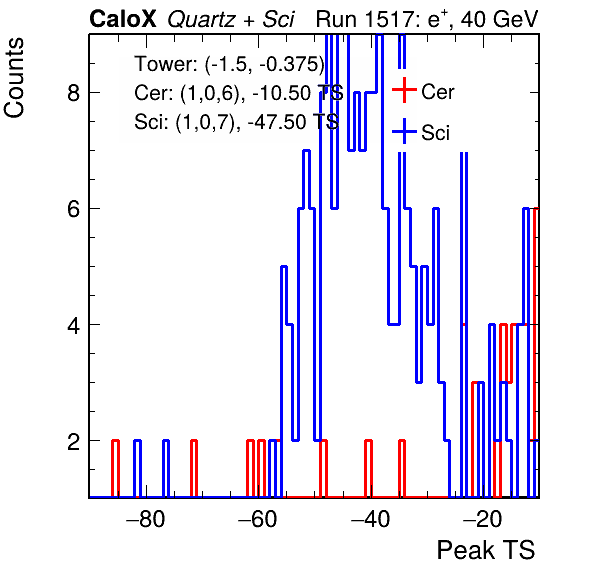 CaloX Quartz + Sci Run 1517: e+, 40 GeV
Counts
Tower: (-1.5, -0.375)
Cer: (1,0,6), -10.50 TS
Sci: (1,0,7), -47.50 TS
Cer
Sci
8
6
4
2
−80 −60 −40 −20
Peak TS